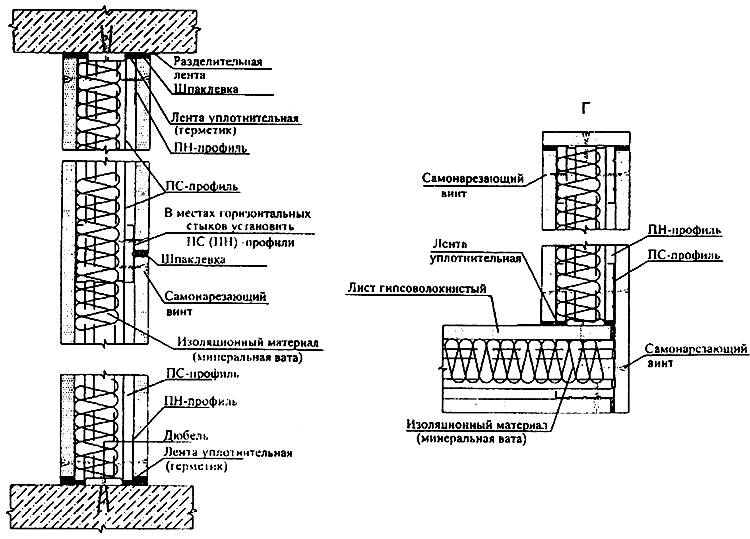 Разделительная
лента
Шпаклевка
Лента уплотнительная
(герметик)
ПН-профиль
ПС-профиль
В местах горизонтальных
стыков установить
ПС (ПН) -профили
Шпаклевка
Самонарезающий
винт
Изоляционный материал
(минеральная вата)
ПС-профиль
ПН-профиль
Дюбель
Лента уплотнительная
(герметик)
Г
Самонарезающий
винт
Лента
уплотнительная
ПН-профиль
ПС-профиль
Лист гипсоволокнистый
Самонарезающий
винт
Изоляционный материал
(минеральная вата)